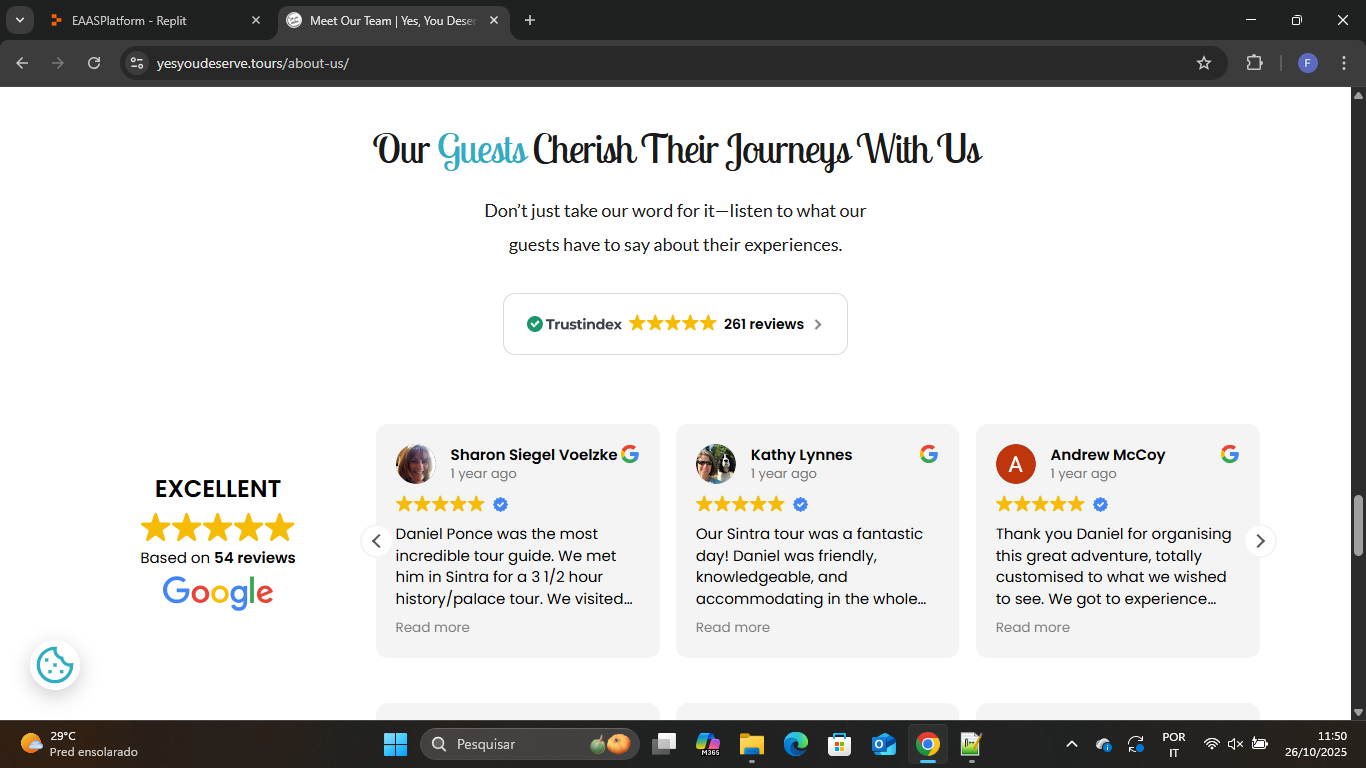 EAASPlatform - Replit
Meet Our Team | Yes, You Deser
yesyoudeserve.tours/about-us/
F
Our Guests Cherish Their Journeys With Us
Don't just take our word for it—listen to what our
guests have to say about their experiences.
Trustindex 261 reviews
EXCELLENT
Based on 54 reviews
Google
Sharon Siegel Voelzke
1 year ago
Daniel Ponce was the most
incredible tour guide. We met
him in Sintra for a 3 1/2 hour
history/palace tour. We visited...
Read more
Kathy Lynnes
1 year ago
Our Sintra tour was a fantastic
day! Daniel was friendly,
knowledgeable, and
accommodating in the whole...
Read more
A
Andrew McCoy
1 year ago
Thank you Daniel for organising
this great adventure, totally
customised to what we wished
to see. We got to experience...
Read more
29°C
Pred ensolarado
Pesquisar
M365
POR
IT
11:50
26/10/2025